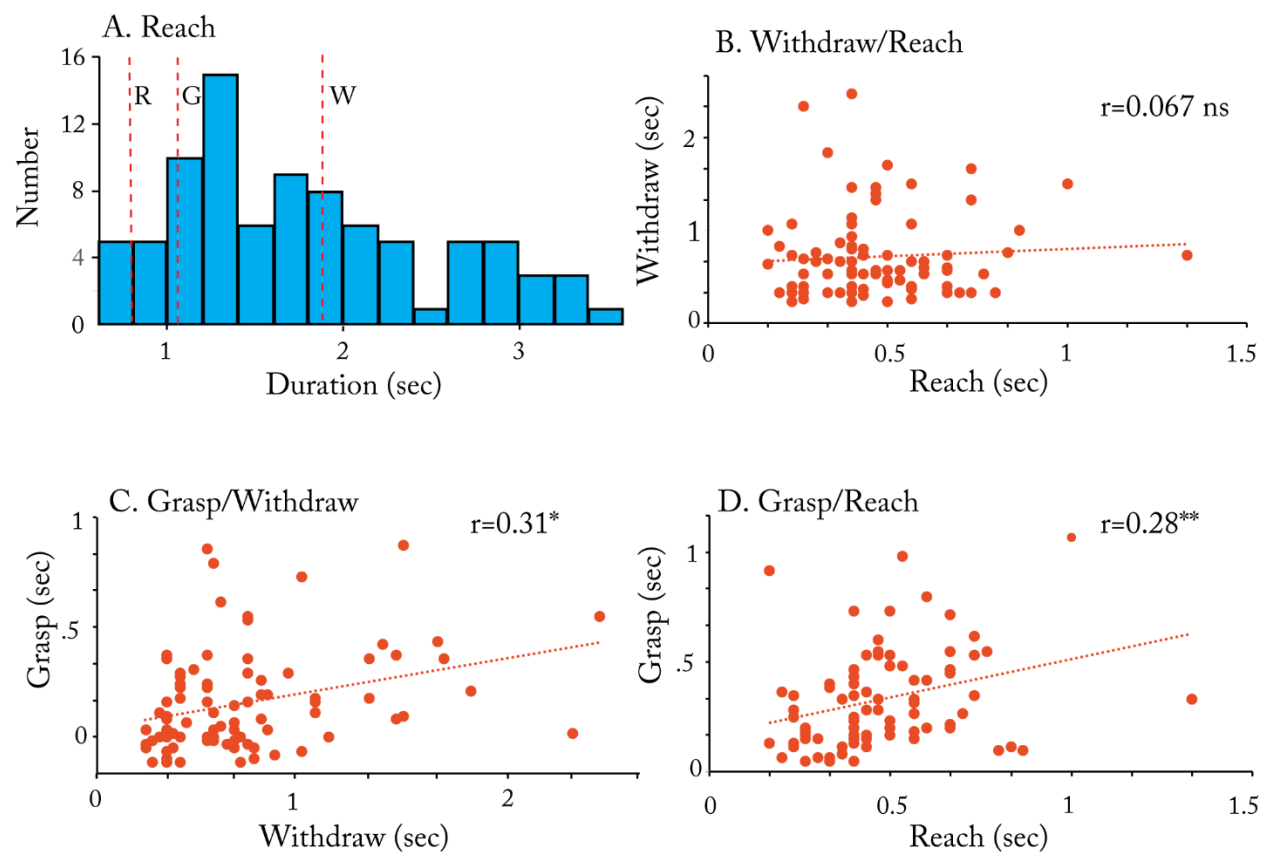 A. Reach
16
12
8
4
0
Number
R
G
W
1
2
3
Duration (sec)
B. Withdraw/Reach
r=0.067 ns
2
1
0
Withdraw (sec)
0
0.5
1
1.5
Reach (sec)
C. Grasp/Withdraw
r=0.31*
1
.5
0
Grasp (sec)
0
1
2
Withdraw (sec)
D. Grasp/Reach
r=0.28**
1
.5
0
Grasp (sec)
0
0.5
1
1.5
Reach (sec)